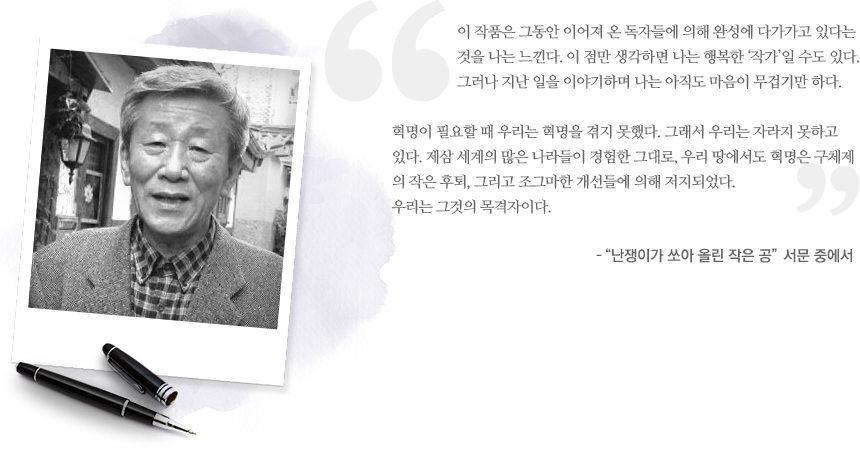 이 작품은 그동안 이어져 온 독자들에 의해 완성에 다가가고 있다는
것을 나는 느낀다. 이 점만 생각하면 나는 행복한 ‘작가’일 수도 있다.
그러나 지난 일을 이야기하며 나는 아직도 마음이 무겁기만 하다.
혁명이 필요할 때 우리는 혁명을 겪지 못했다. 그래서 우리는 자라지 못하고
있다. 제삼 세계의 많은 나라들이 경험한 그대로, 우리 땅에서도 혁명은 구체제
의 작은 후퇴, 그리고 조그마한 개선들에 의해 저지되었다.
우리는 그것의 목격자이다.
- “난쟁이가 쏘아 올린 작은 공” 서문 중에서